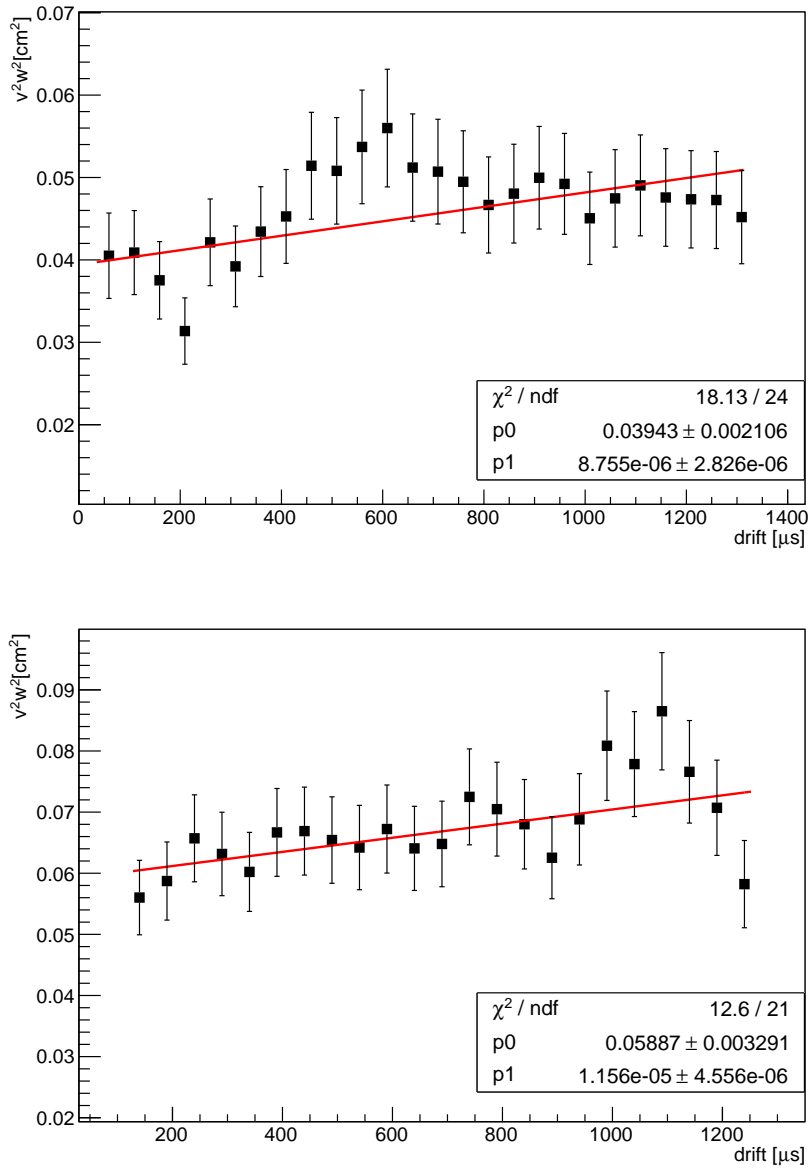 v²w²[cm²]
0.07
0.06
0.05
0.04
0.03
0.02
χ² / ndf 18.13 / 24
p0 0.03943 ± 0.002106
p1 8.755e-06 ± 2.826e-06
0 200 400 600 800 1000 1200 1400
drift [μs]
v²w²[cm²]
0.09
0.08
0.07
0.06
0.05
0.04
0.03
0.02
χ² / ndf 12.6 / 21
p0 0.05887 ± 0.003291
p1 1.156e-05 ± 4.556e-06
200 400 600 800 1000 1200
drift [μs]